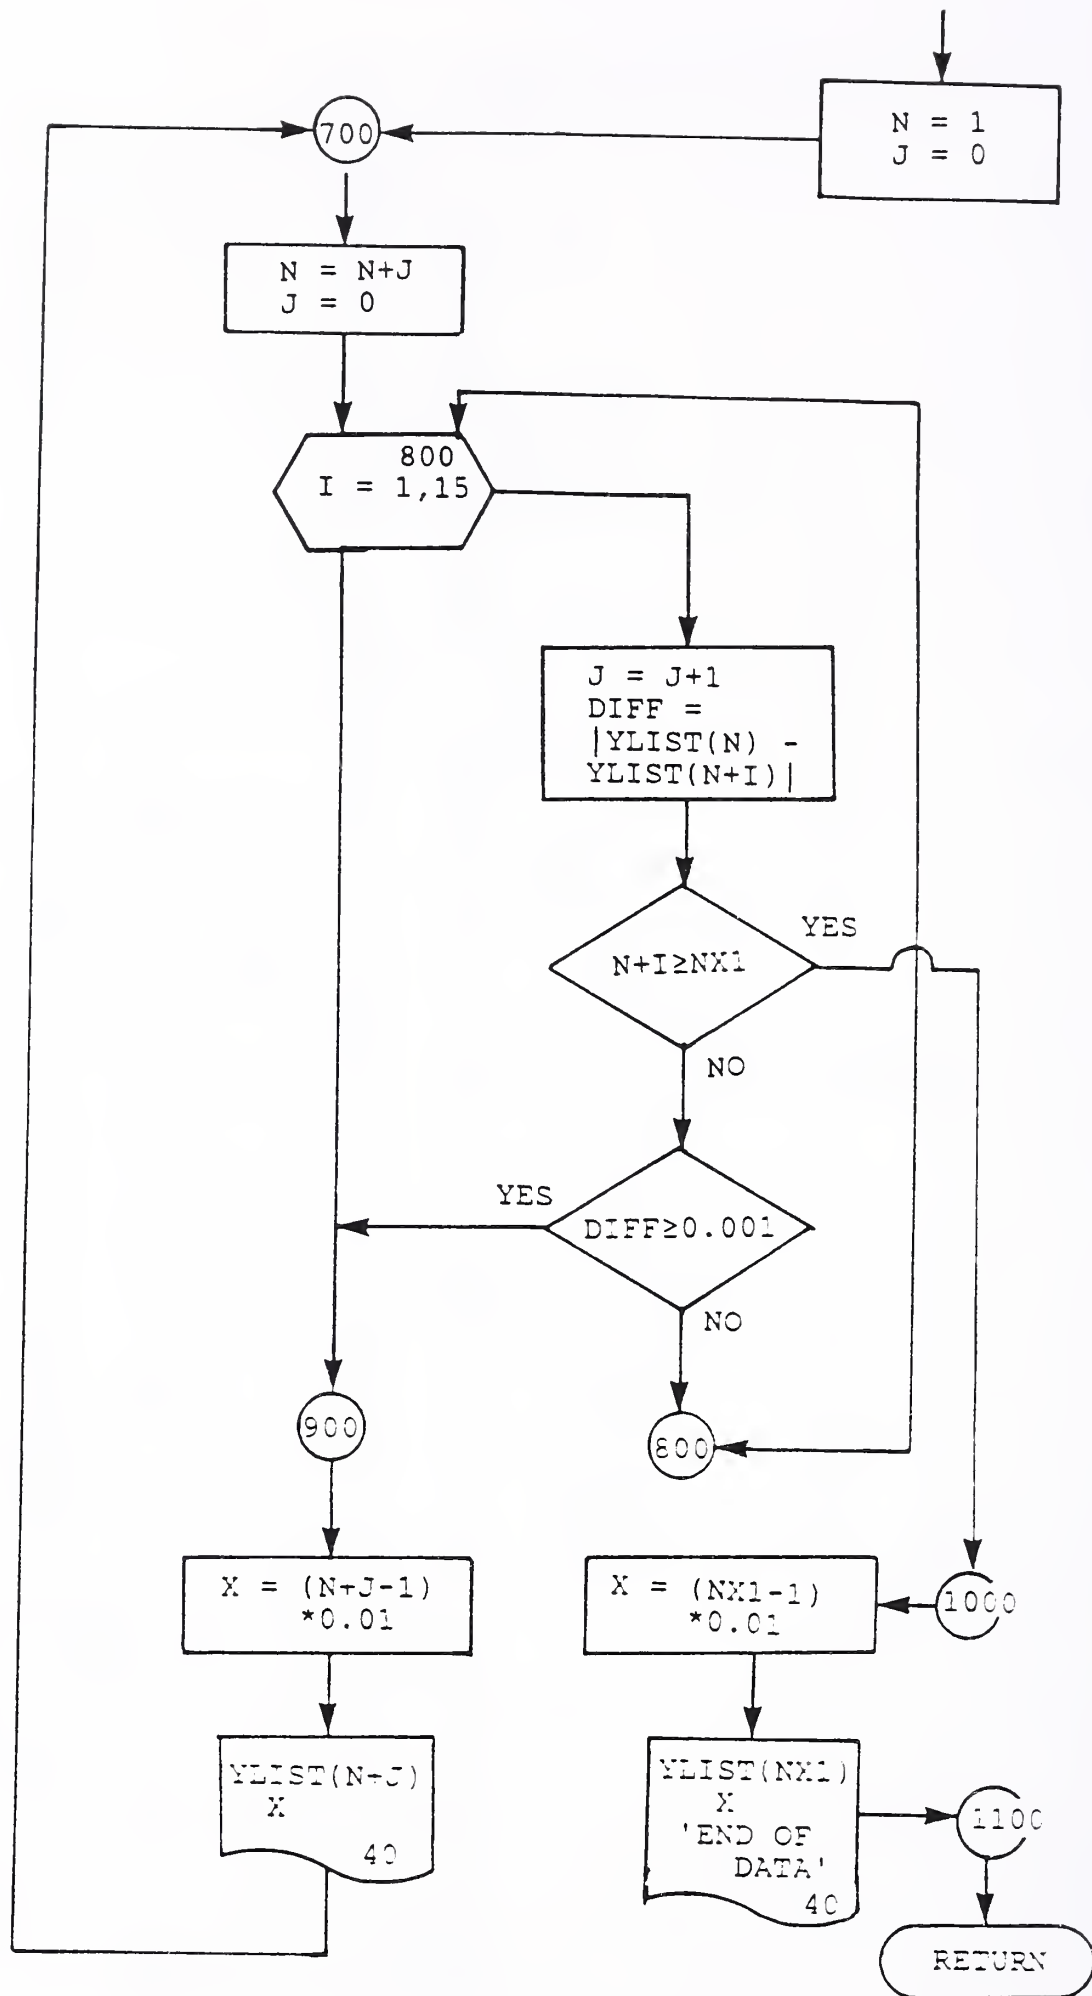 N = 1
J = 0
700
N = N+J
J = 0
800
I = 1,15
J = J+1
DIFF =
|YLIST(N) -
YLIST(N+I)|
YES
N+I≥NX1
NO
YES
DIFF≥0.001
NO
900
800
X = (N+J-1)
*0.01
X = (NX1-1)
*0.01
1000
YLIST(N+J)
X
40
YLIST(NX1)
X
'END OF
DATA'
40
1100
RETURN